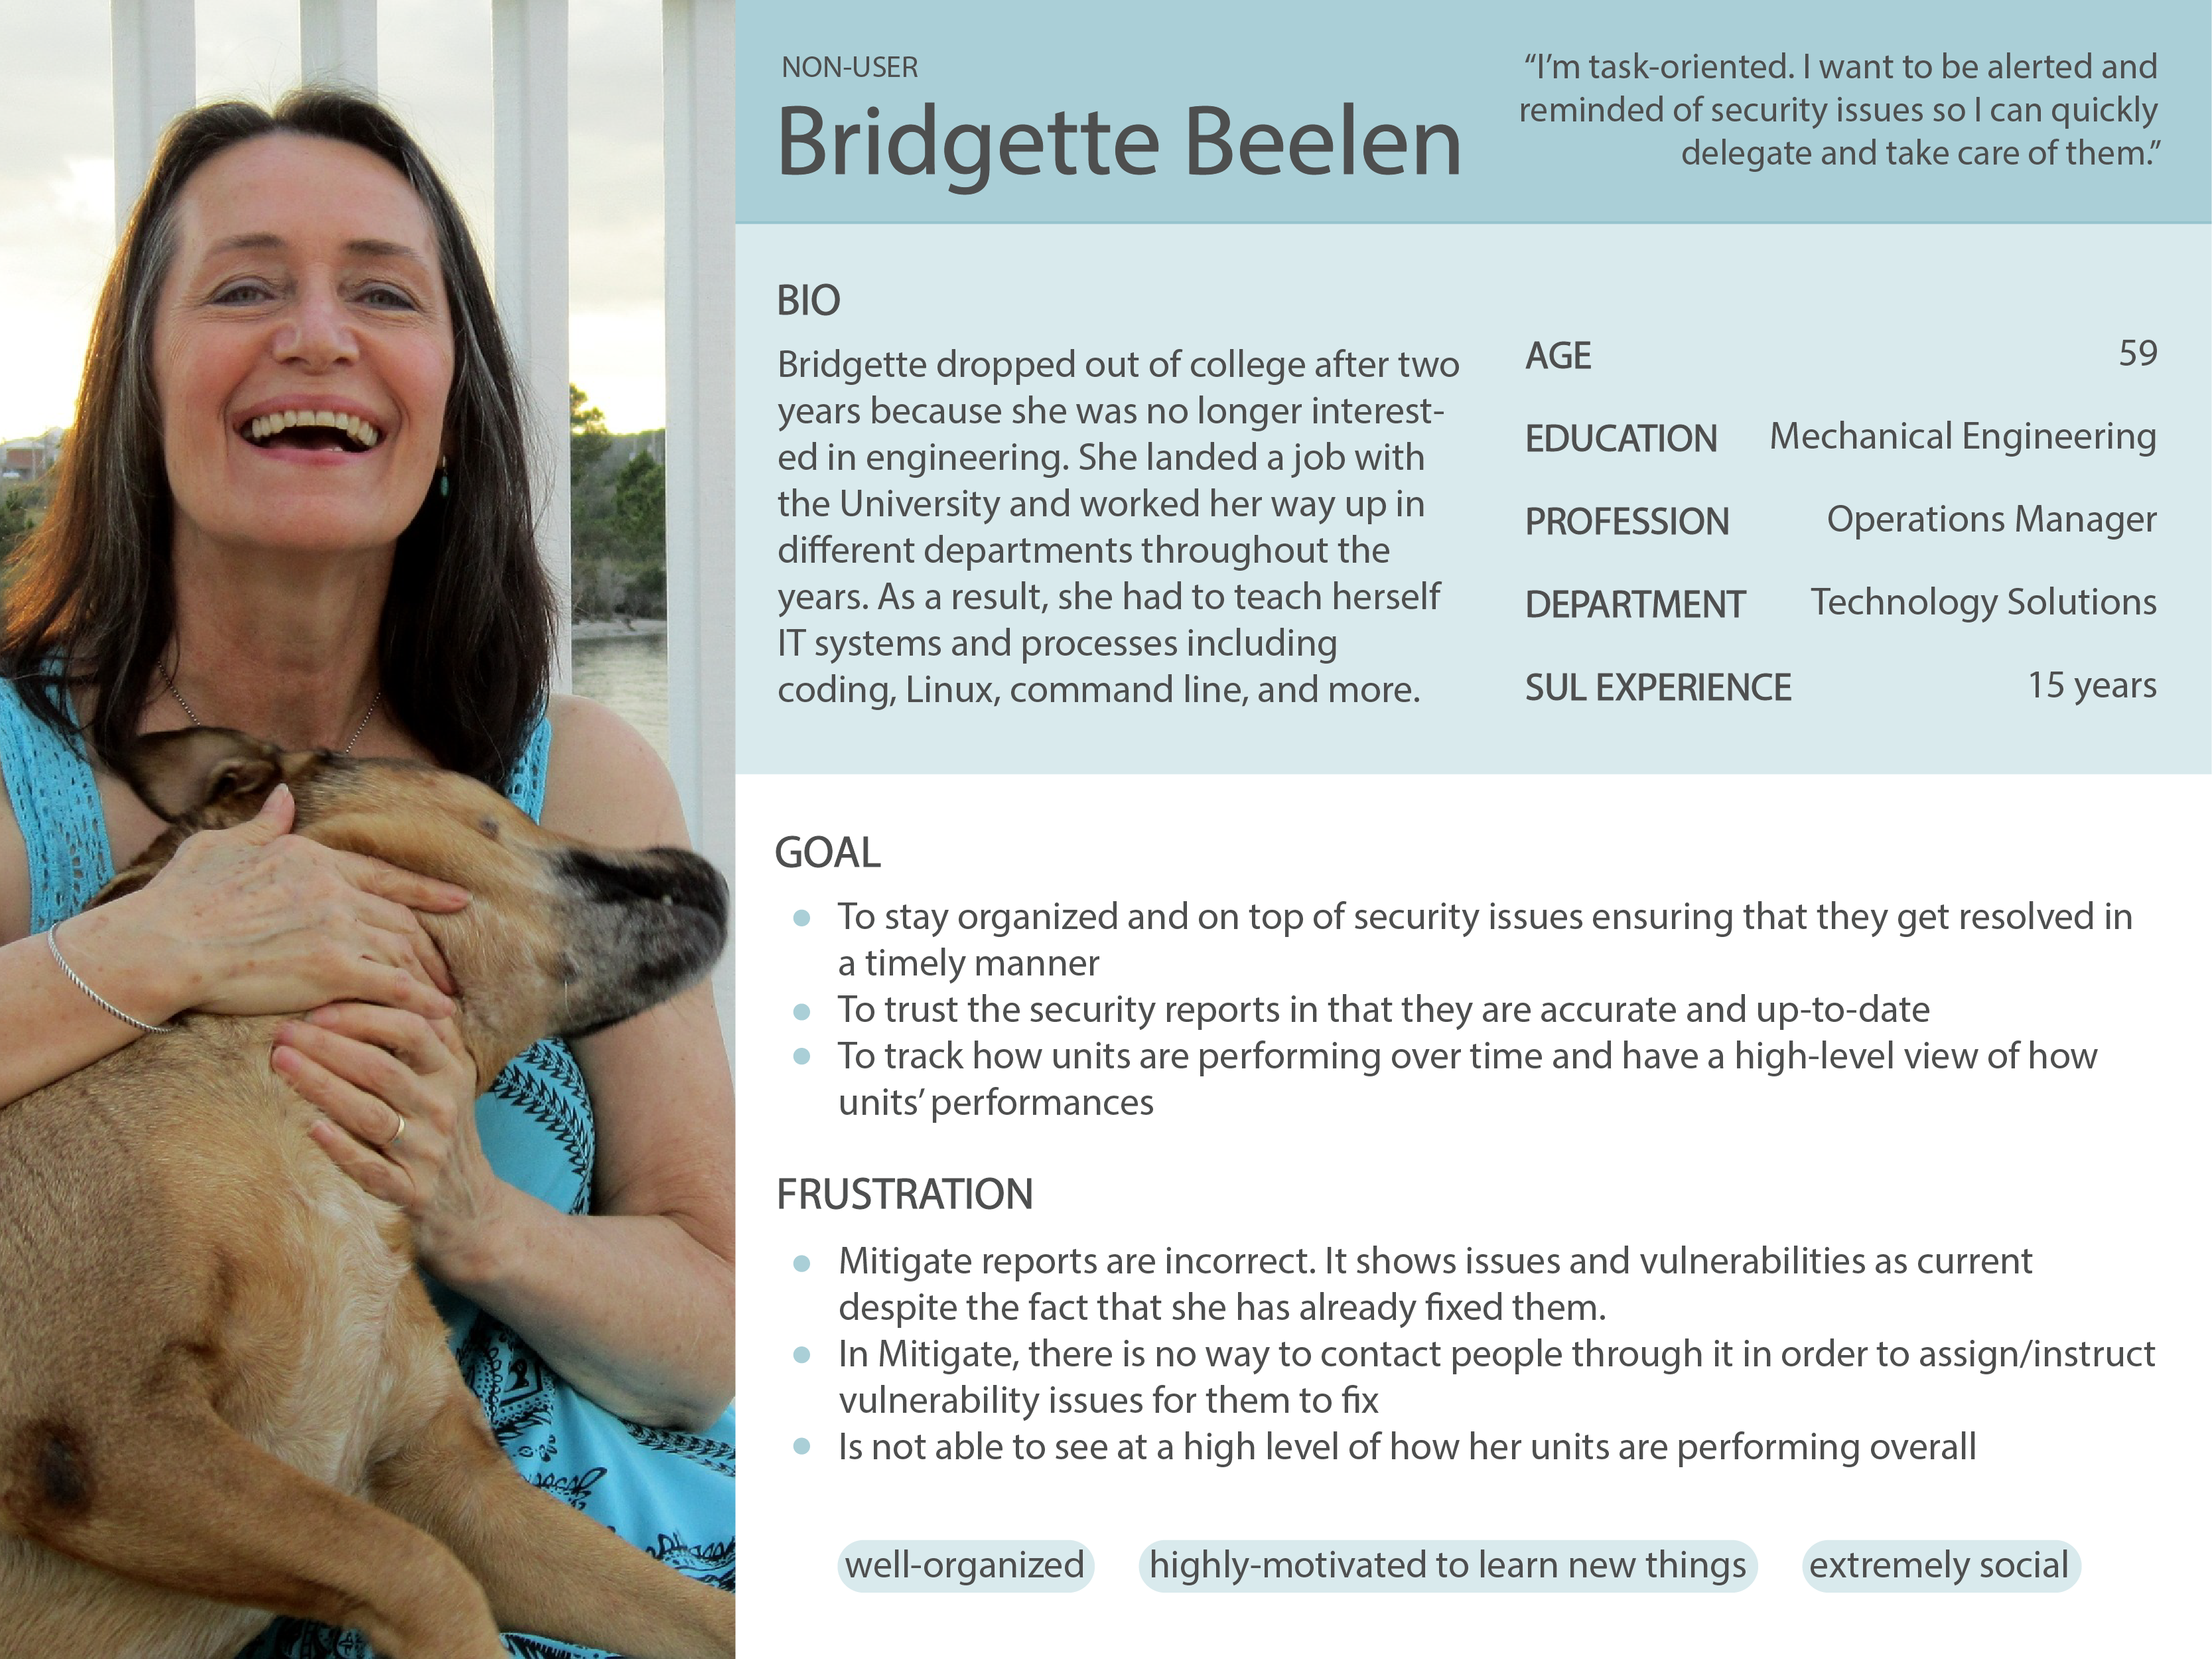 NON-USER
Bridgette Beelen
“I’m task-oriented. I want to be alerted and
reminded of security issues so I can quickly
delegate and take care of them.”
BIO
Bridgette dropped out of college after two
years because she was no longer interest-
ed in engineering. She landed a job with
the University and worked her way up in
different departments throughout the
years. As a result, she had to teach herself
IT systems and processes including
coding, Linux, command line, and more.
AGE 59
EDUCATION Mechanical Engineering
PROFESSION Operations Manager
DEPARTMENT Technology Solutions
SUL EXPERIENCE 15 years
GOAL
• To stay organized and on top of security issues ensuring that they get resolved in
a timely manner
• To trust the security reports in that they are accurate and up-to-date
• To track how units are performing over time and have a high-level view of how
units’ performances
FRUSTRATION
• Mitigate reports are incorrect. It shows issues and vulnerabilities as current
despite the fact that she has already fixed them.
• In Mitigate, there is no way to contact people through it in order to assign/instruct
vulnerability issues for them to fix
• Is not able to see at a high level of how her units are performing overall
well-organized highly-motivated to learn new things extremely social